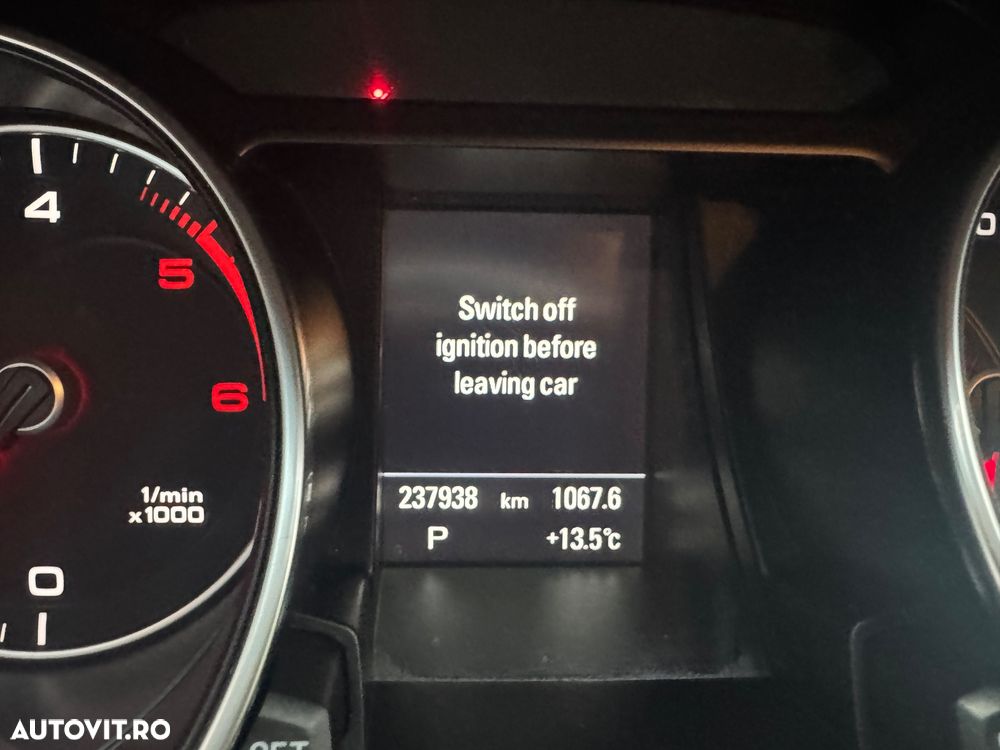 4
5
6
1/min
x1000
0
Switch off
ignition before
leaving car
237938 km 1067.6
P +13.5°c
0
AUTOVIT.RO